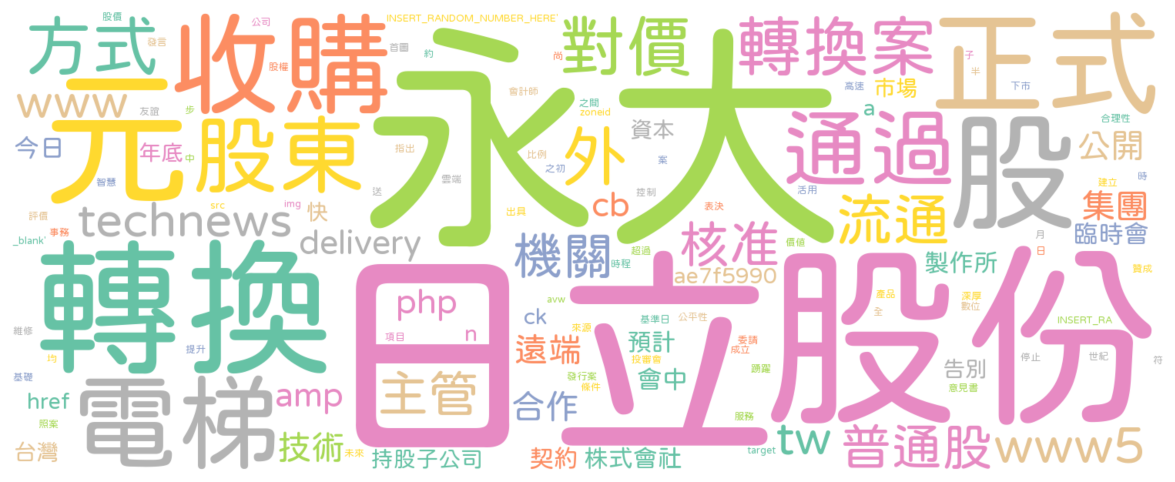 股價
公司
INSERT_RANDOM_NUMBER_HERE`
方式
發言
收購
首圖
約
永大
對價
尚
轉換案
子
半
正式
股權
高速
下市
www
友誼
步
元
股東
會計師
之間
zoneid
市場
a
合理性
今日
年底
中
指出
外
資本
通過
股
公開
比例
案
智慧
之初
送
雲端
控制
活用
建立
時
src
img
cb
表決
集團
評價
technews
快
出具
流通
臨時會
事務
_blank`
delivery
機關
超過
核准
價值
月
日
贊成
轉換
時程
ae7f5990
製作所
日立
股份
產品
深厚
數位
全
php
avw
ck
來源
基準日
公平性
INSERT_RA
維修
項目
n
遠端
預計
委請
成立
停止
世紀
符
提升
均
投審會
告別
基礎
電梯
主管
發行案
會中
踴躍
條件
意見書
href
amp
合作
服務
照案
tw
普通股
www5
台灣
技術
未來
持股子公司
契約
株式會社
target